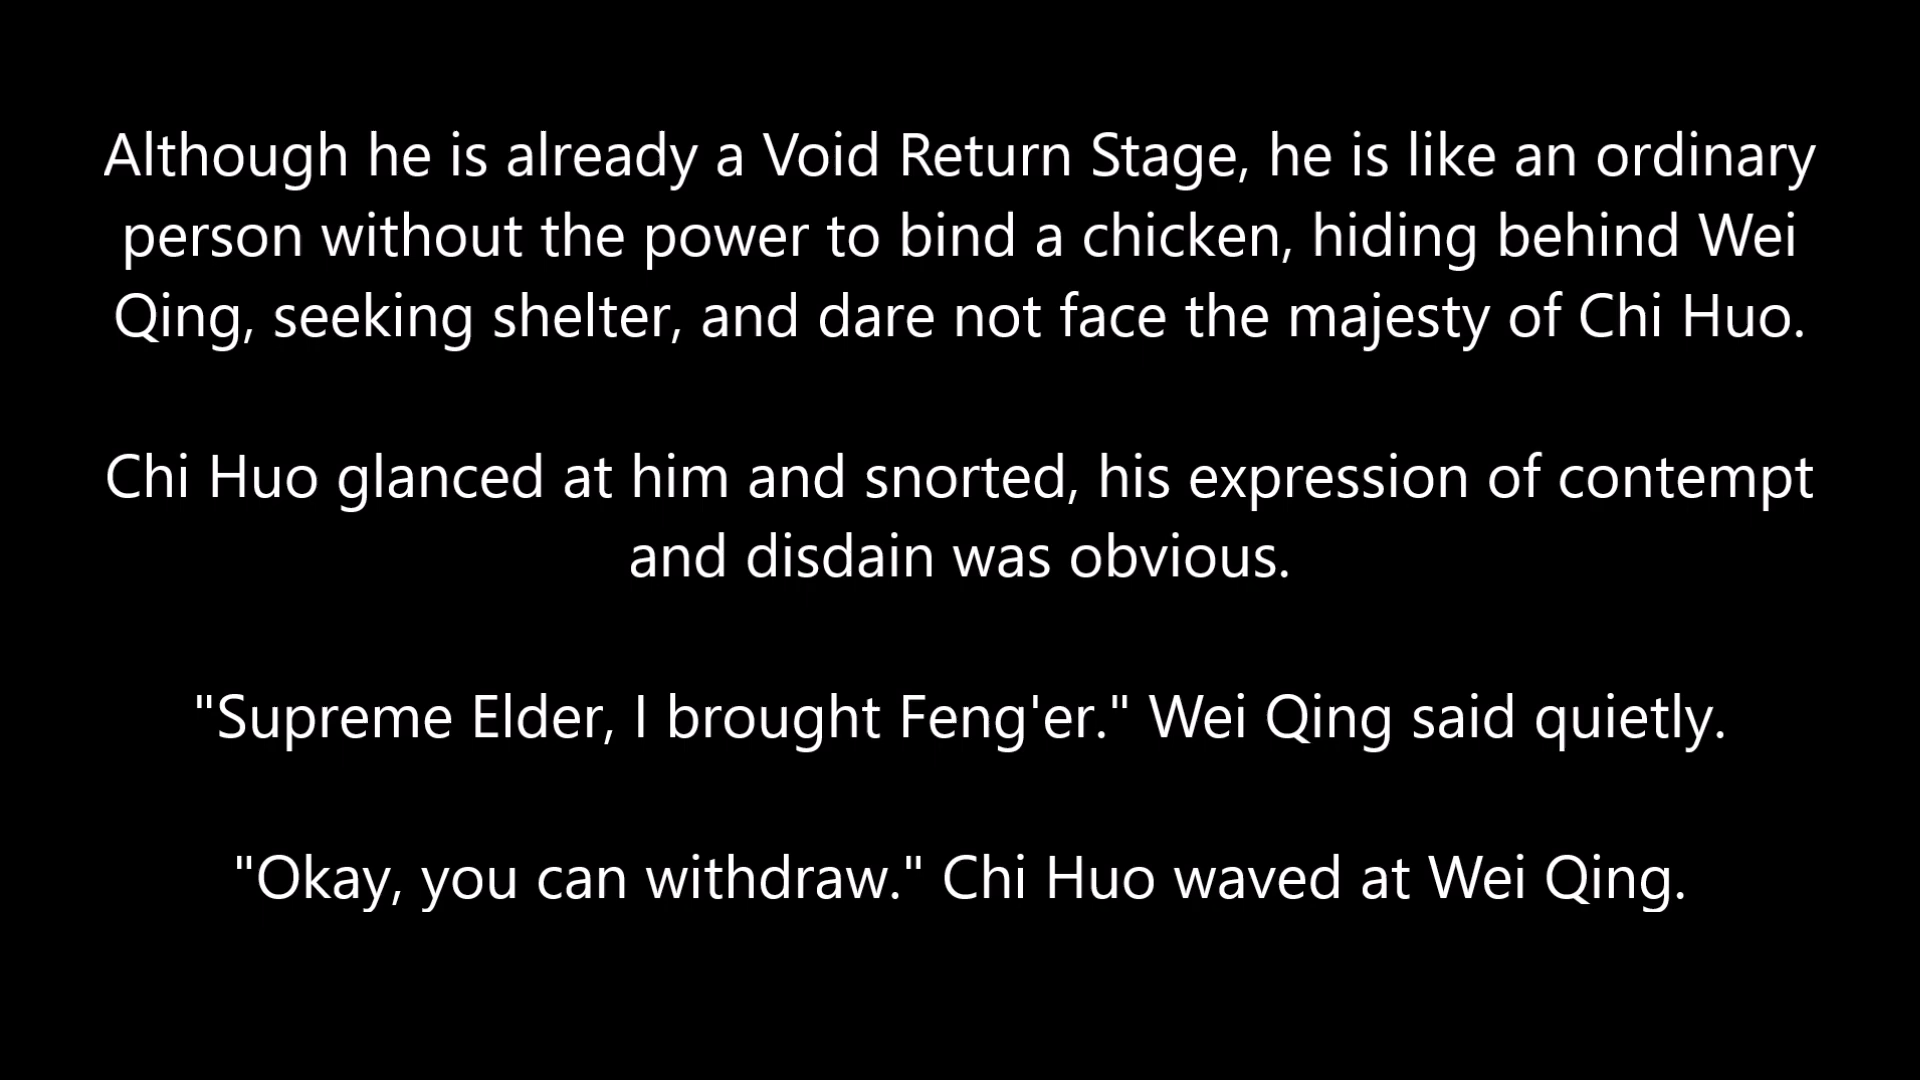 Although he is already a Void Return Stage, he is like an ordinary
person without the power to bind a chicken, hiding behind Wei
Qing, seeking shelter, and dare not face the majesty of Chi Huo.
Chi Huo glanced at him and snorted, his expression of contempt
and disdain was obvious.
"Supreme Elder, I brought Feng'er." Wei Qing said quietly.
"Okay, you can withdraw." Chi Huo waved at Wei Qing.